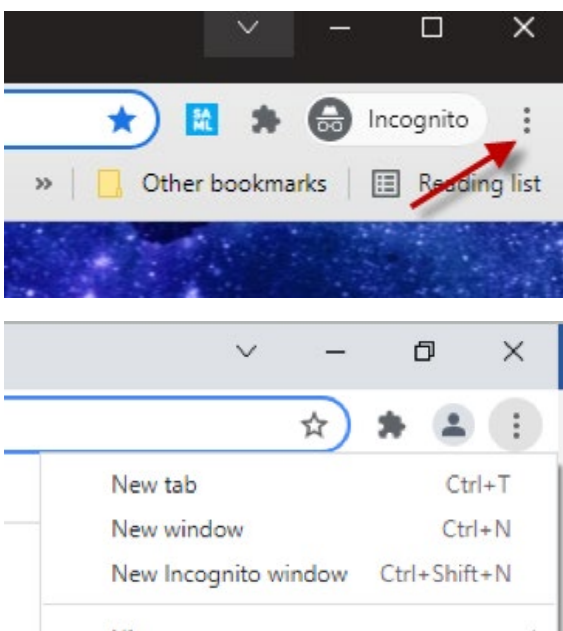 SA
ML
Incognito
» Other bookmarks Reading list
New tab Ctrl+T
New window Ctrl+N
New Incognito window Ctrl+Shift+N